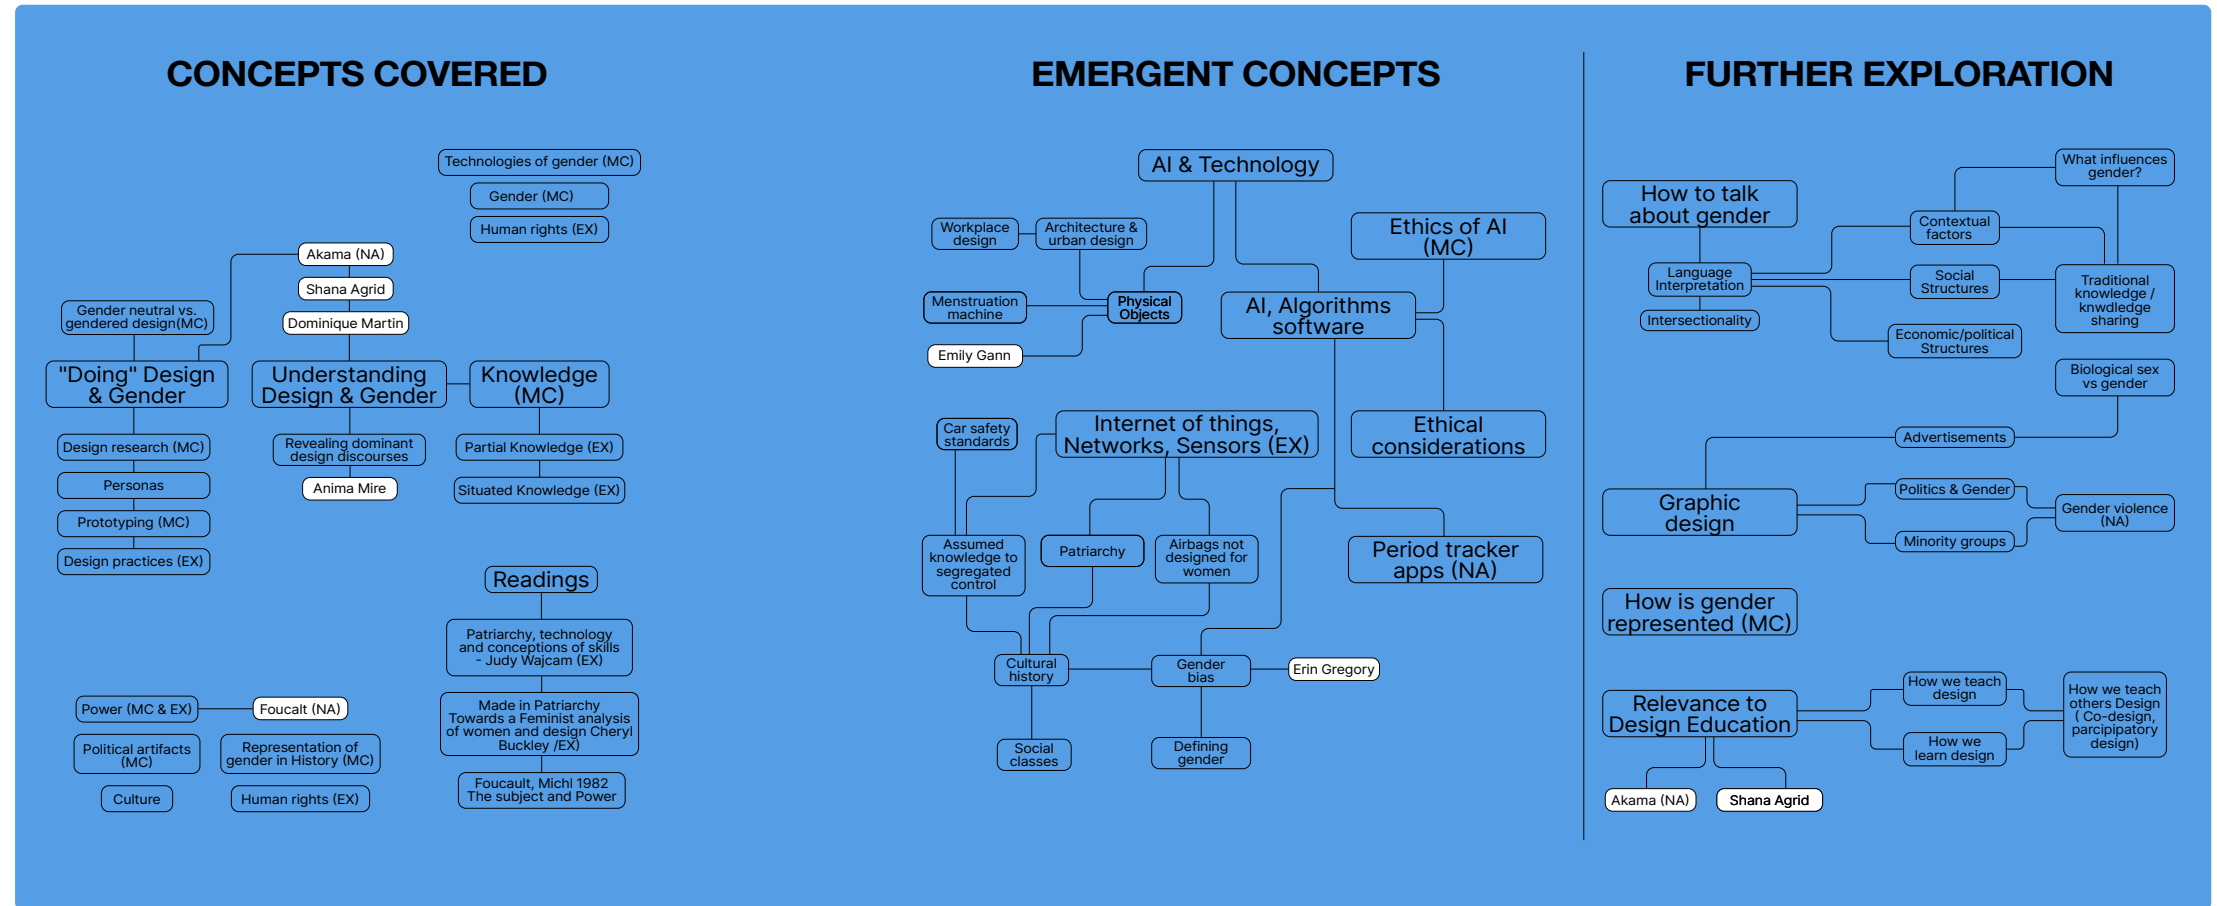 CONCEPTS COVERED
Technologies of gender (MC)
Gender (MC)
Human rights (EX)
Akama (NA)
Shana Agrid
Dominique Martin
Gender neutral vs.
gendered design(MC)
"Doing" Design
& Gender
Understanding
Design & Gender
Knowledge
(MC)
Design research (MC)
Personas
Prototyping (MC)
Design practices (EX)
Revealing dominant
design discourses
Anima Mire
Partial Knowledge (EX)
Situated Knowledge (EX)
Readings
Patriarchy, technology
and conceptions of skills
- Judy Wajcam (EX)
Made in Patriarchy
Towards a Feminist analysis
of women and design Cheryl
Buckley /EX)
Foucault, Michl 1982
The subject and Power
Power (MC & EX)
Foucalt (NA)
Political artifacts
(MC)
Representation of
gender in History (MC)
Culture
Human rights (EX)
EMERGENT CONCEPTS
AI & Technology
Workplace
design
Architecture &
urban design
Ethics of AI
(MC)
Menstruation
machine
Physical
Objects
AI, Algorithms
software
Emily Gann
Car safety
standards
Internet of things,
Networks, Sensors (EX)
Ethical
considerations
Assumed
knowledge to
segregated
control
Patriarchy
Airbags not
designed for
women
Period tracker
apps (NA)
Cultural
history
Gender
bias
Erin Gregory
Social
classes
Defining
gender
FURTHER EXPLORATION
What influences
gender?
How to talk
about gender
Contextual
factors
Language
Interpretation
Social
Structures
Traditional
knowledge /
knwdledge
sharing
Intersectionality
Economic/political
Structures
Biological sex
vs gender
Advertisements
Graphic
design
Politics & Gender
Gender violence
(NA)
Minority groups
How is gender
represented (MC)
Relevance to
Design Education
How we teach
design
How we
learn design
How we teach
others Design
( Co-design,
parcipipatory
design)
Akama (NA)
Shana Agrid